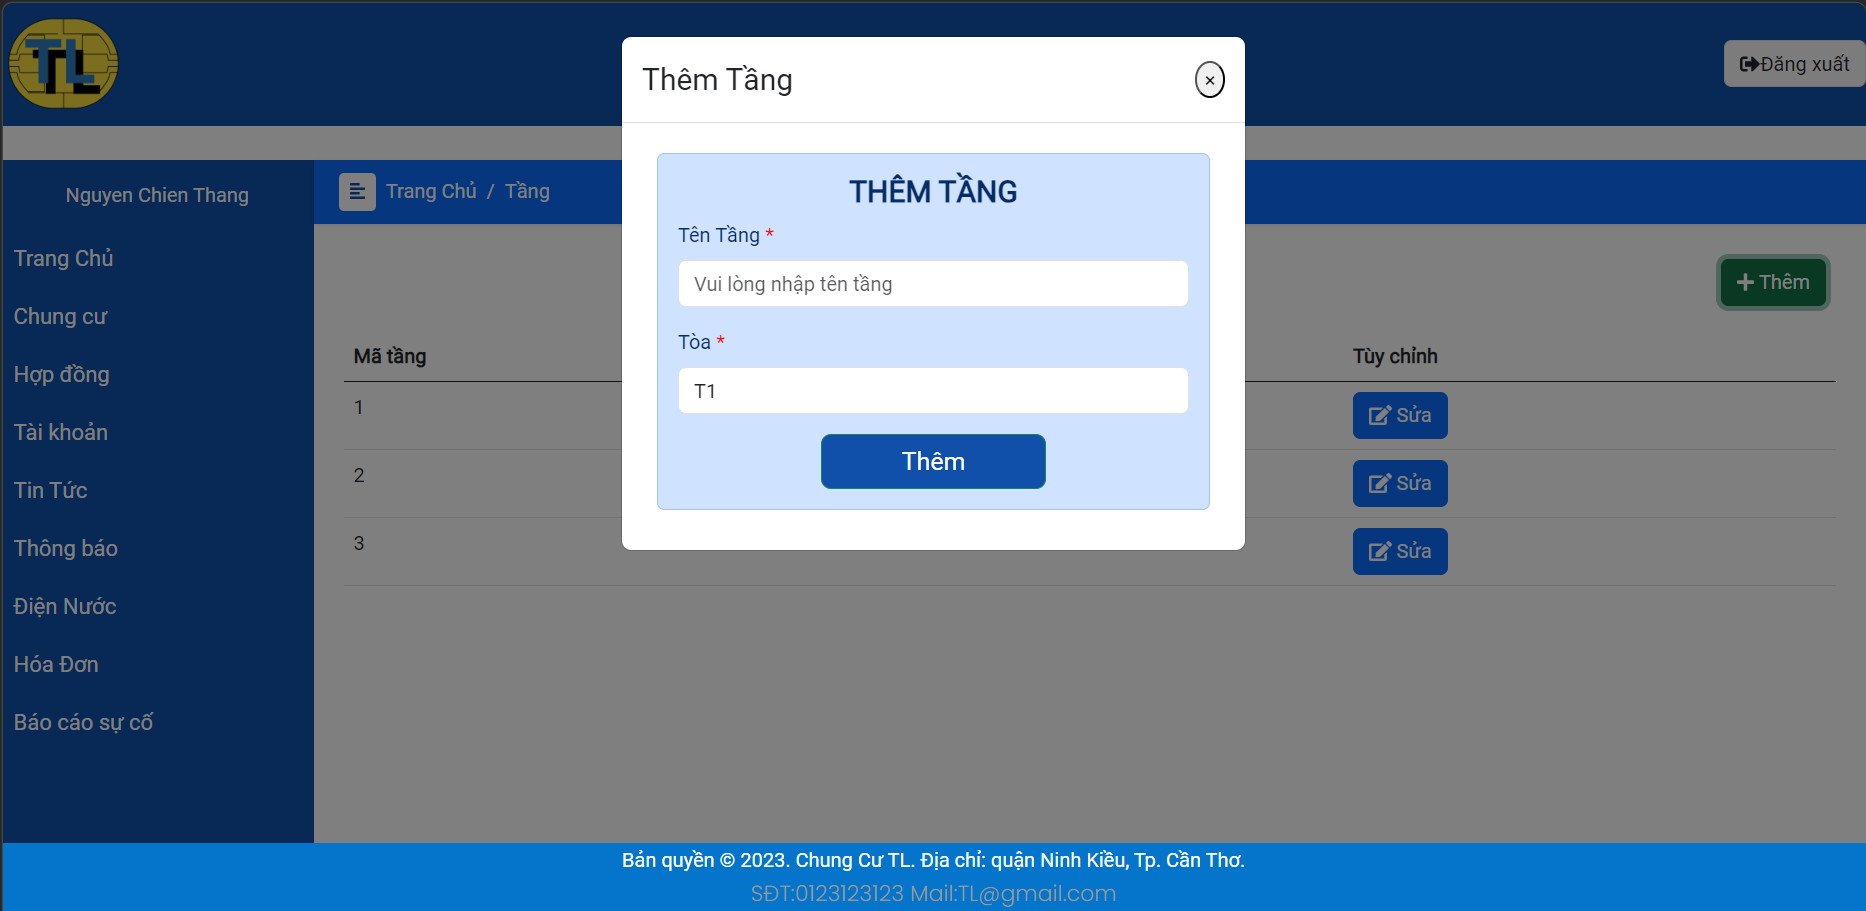 TL
Đăng xuất
Thêm Tầng
×
Nguyen Chien Thang
Trang Chủ / Tầng
THÊM TẦNG
Tên Tầng *
Vui lòng nhập tên tầng
Tòa *
T1
Thêm
Trang Chủ
Chung cư
Hợp đồng
Tài khoản
Tin Tức
Thông báo
Điện Nước
Hóa Đơn
Báo cáo sự cố
Thêm
Mã tầng Tùy chỉnh
1 Sửa
2 Sửa
3 Sửa
Bản quyền © 2023. Chung Cư TL. Địa chỉ: quận Ninh Kiều, Tp. Cần Thơ.
SĐT:0123123123 Mail:TL@gmail.com